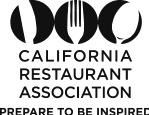 CALIFORNIA
RESTAURANT
ASSOCIATION
PREPARE TO BE INSPIRED